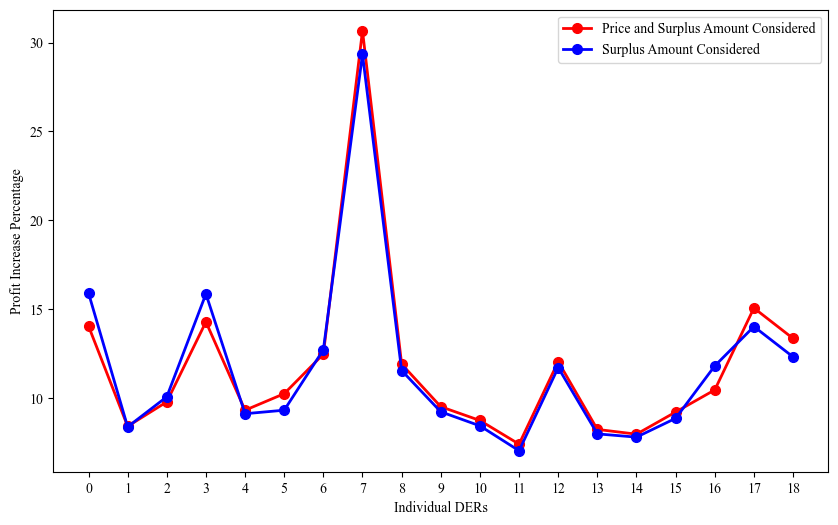 Price and Surplus Amount Considered
Surplus Amount Considered
Profit Increase Percentage
30
25
20
15
10
0 1 2 3 4 5 6 7 8 9 10 11 12 13 14 15 16 17 18
Individual DERs